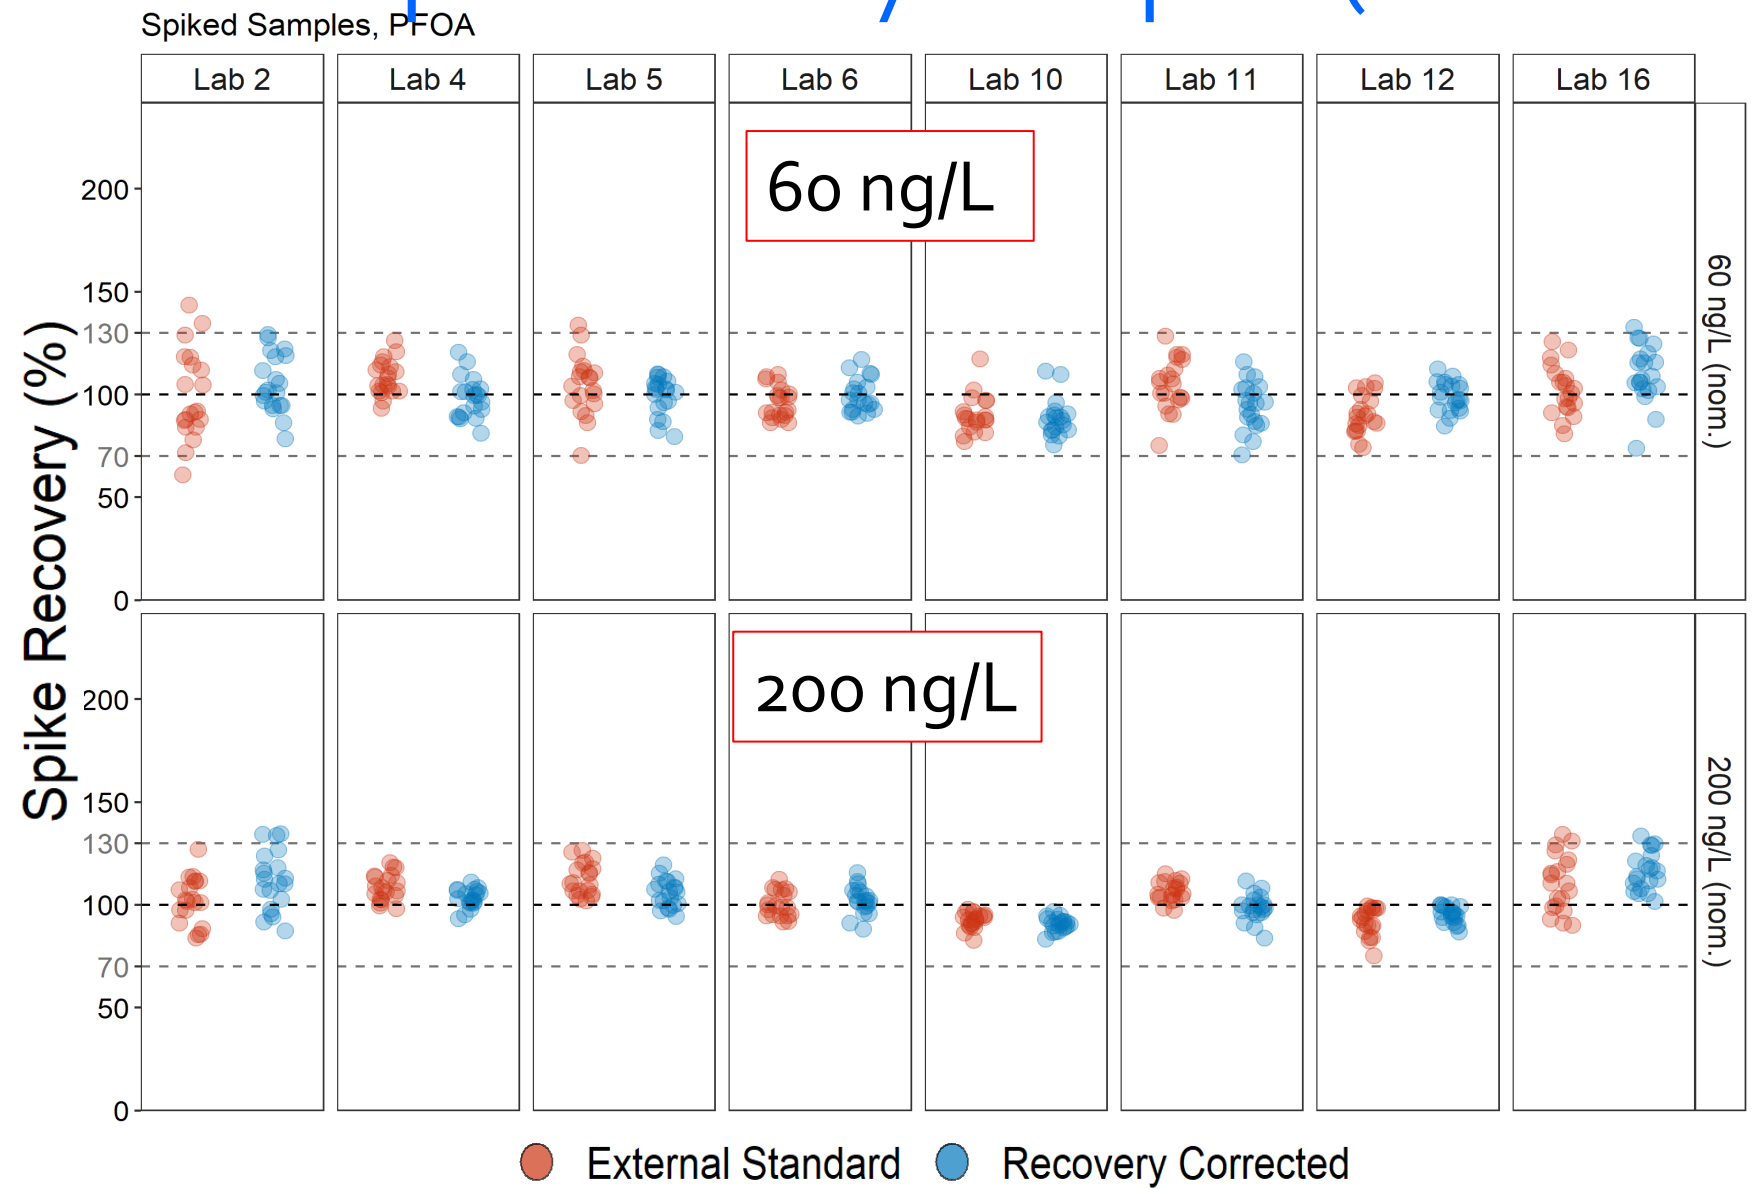 Spiked Samples, PFOA
Lab 2 Lab 4 Lab 5 Lab 6 Lab 10 Lab 11 Lab 12 Lab 16
Spike Recovery (%)
200
150
130
100
70
50
0
60 ng/L
60 ng/L (nom.)
200
150
130
100
70
50
0
200 ng/L
200 ng/L (nom.)
External Standard Recovery Corrected